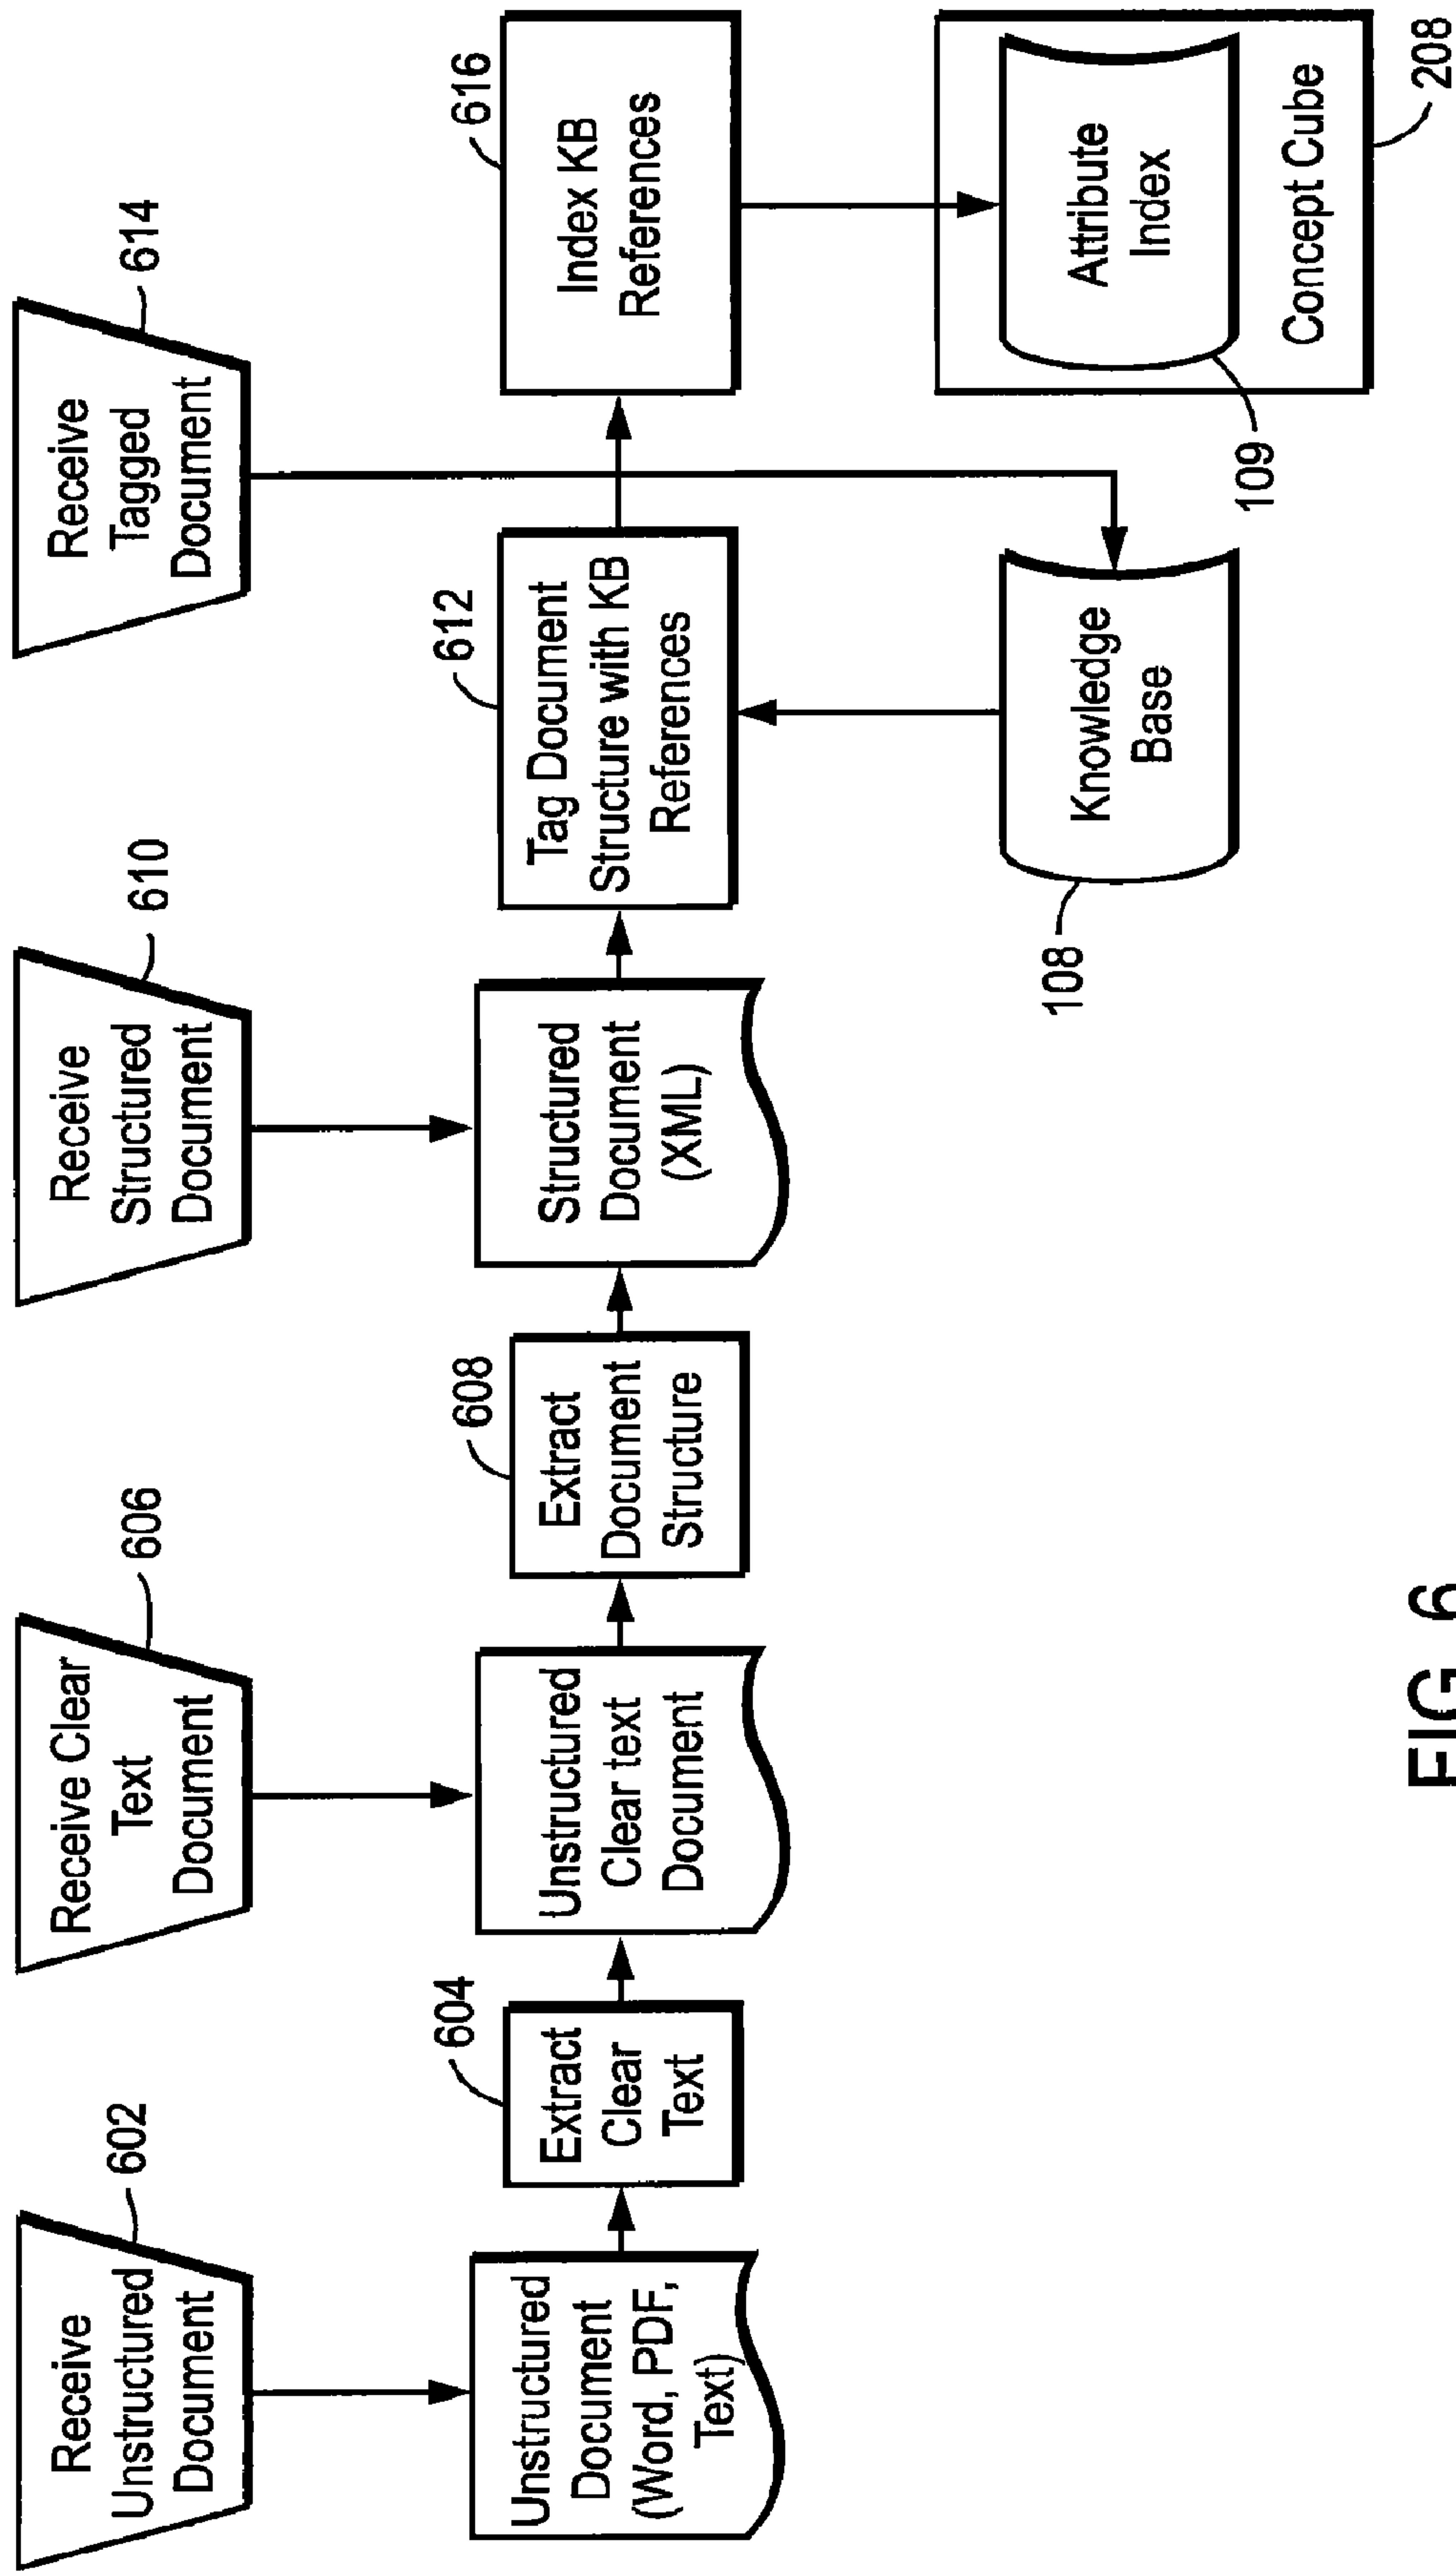 Receive
Unstructured
Document
602
Receive Clear
Text
Document
606
Receive
Structured
Document
610
Receive
Tagged
Document
614
Unstructured
Document
(Word, PDF,
Text)
Extract
Clear
Text
604
Unstructured
Clear text
Document
Extract
Document
Structure
608
Structured
Document
(XML)
Tag Document
Structure with KB
References
612
Index KB
References
616
Knowledge
Base
108
Attribute
Index
109
Concept Cube
208
FIG. 6